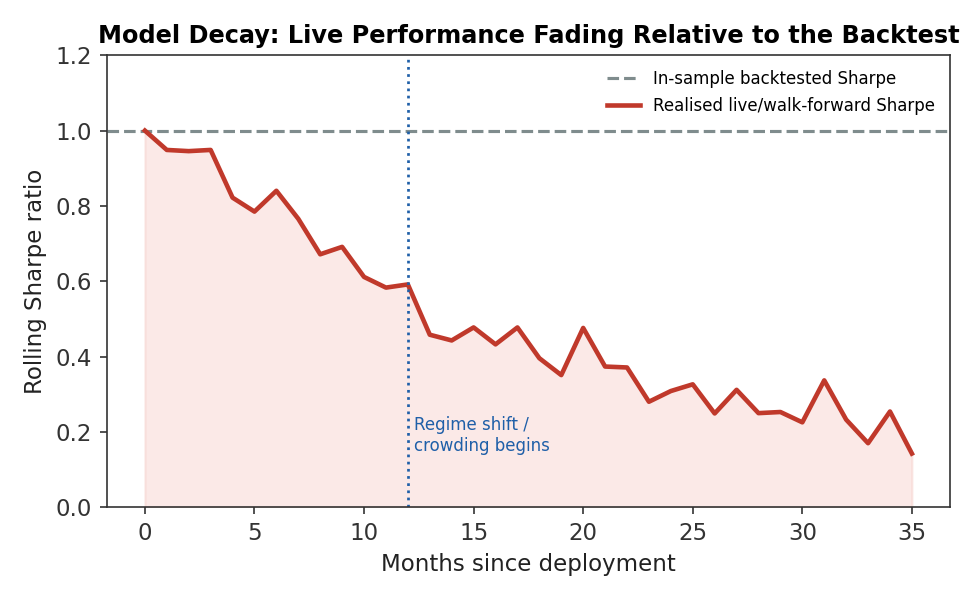 Model Decay: Live Performance Fading Relative to the Backtest
In-sample backtested Sharpe
Realised live/walk-forward Sharpe
Rolling Sharpe ratio
1.2
1.0
0.8
0.6
0.4
0.2
0.0
Regime shift /
crowding begins
0 5 10 15 20 25 30 35
Months since deployment